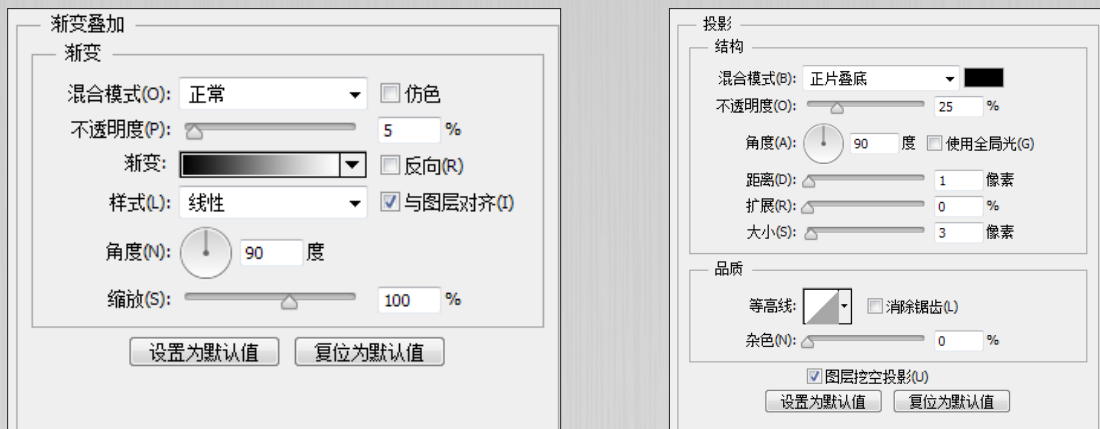 渐变叠加
渐变
混合模式(O): 正常 仿色
不透明度(P): 5 %
渐变: 反向(R)
样式(L): 线性 与图层对齐(I)
角度(N): 90 度
缩放(S): 100 %
设置为默认值 复位为默认值
投影
结构
混合模式(B): 正片叠底
不透明度(O): 25 %
角度(A): 90 度 使用全局光(G)
距离(D): 1 像素
扩展(R): 0 %
大小(S): 3 像素
品质
等高线: 消除锯齿(L)
杂色(N): 0 %
图层挖空投影(U)
设置为默认值 复位为默认值